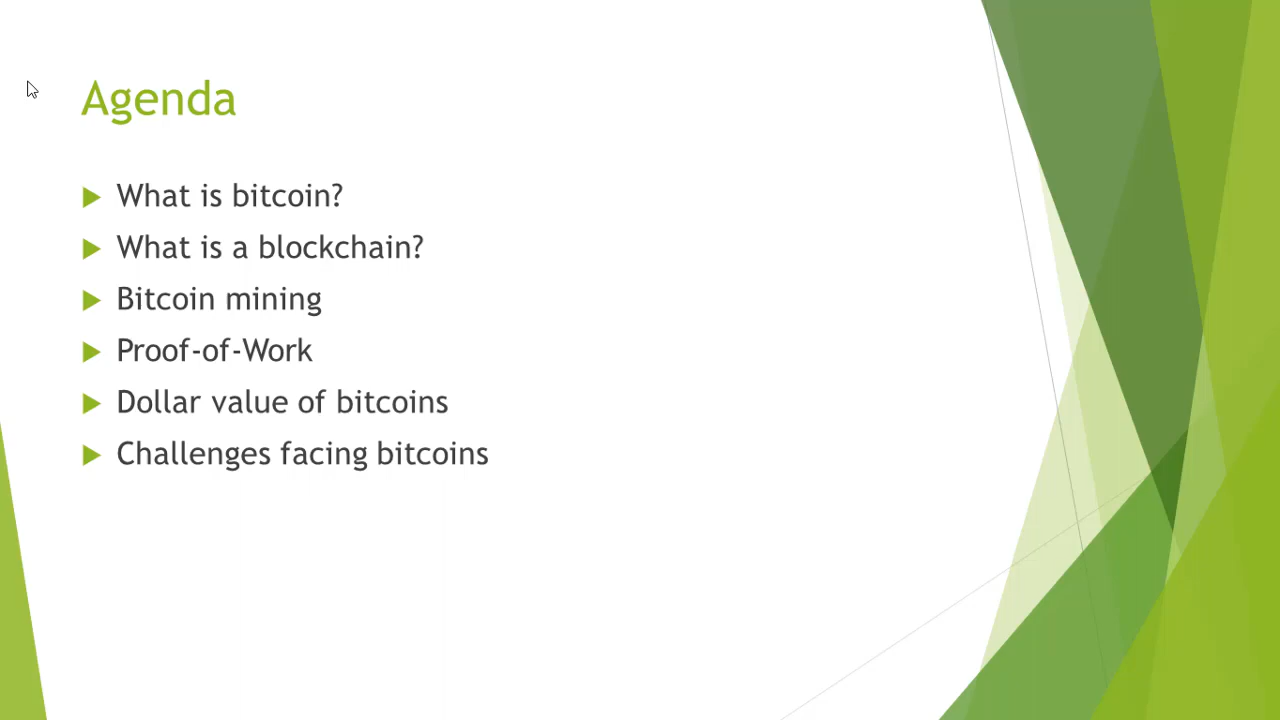 Agenda
What is bitcoin?
What is a blockchain?
Bitcoin mining
Proof-of-Work
Dollar value of bitcoins
Challenges facing bitcoins